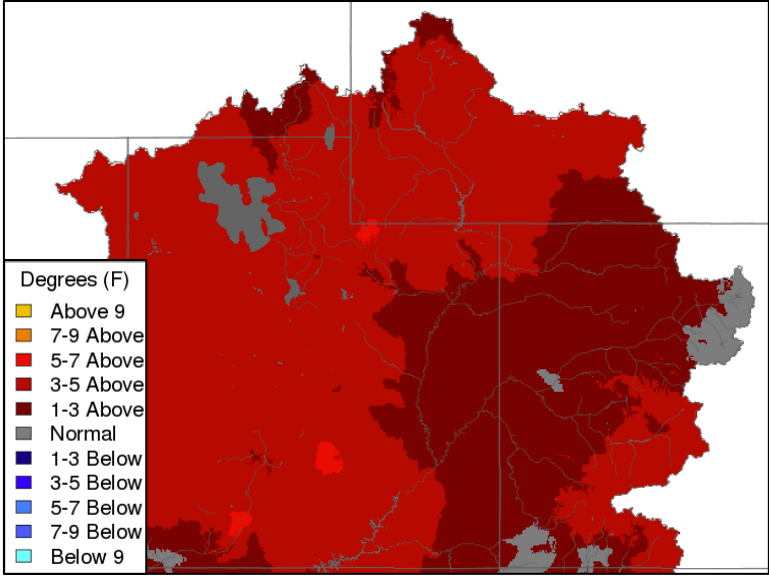 Degrees (F)
Above 9
7-9 Above
5-7 Above
3-5 Above
1-3 Above
Normal
1-3 Below
3-5 Below
5-7 Below
7-9 Below
Below 9